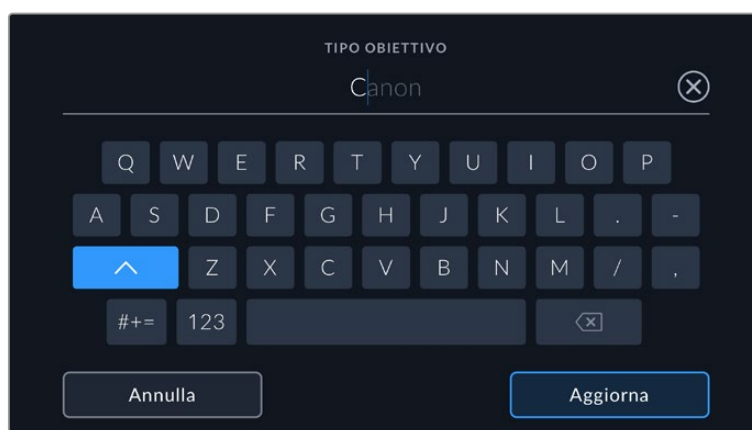 TIPO OBIETTIVO
Canon
Q W E R T Y U I O P
A S D F G H J K L . -
Z X C V B N M / ,
#+= 123
Annulla Aggiorna